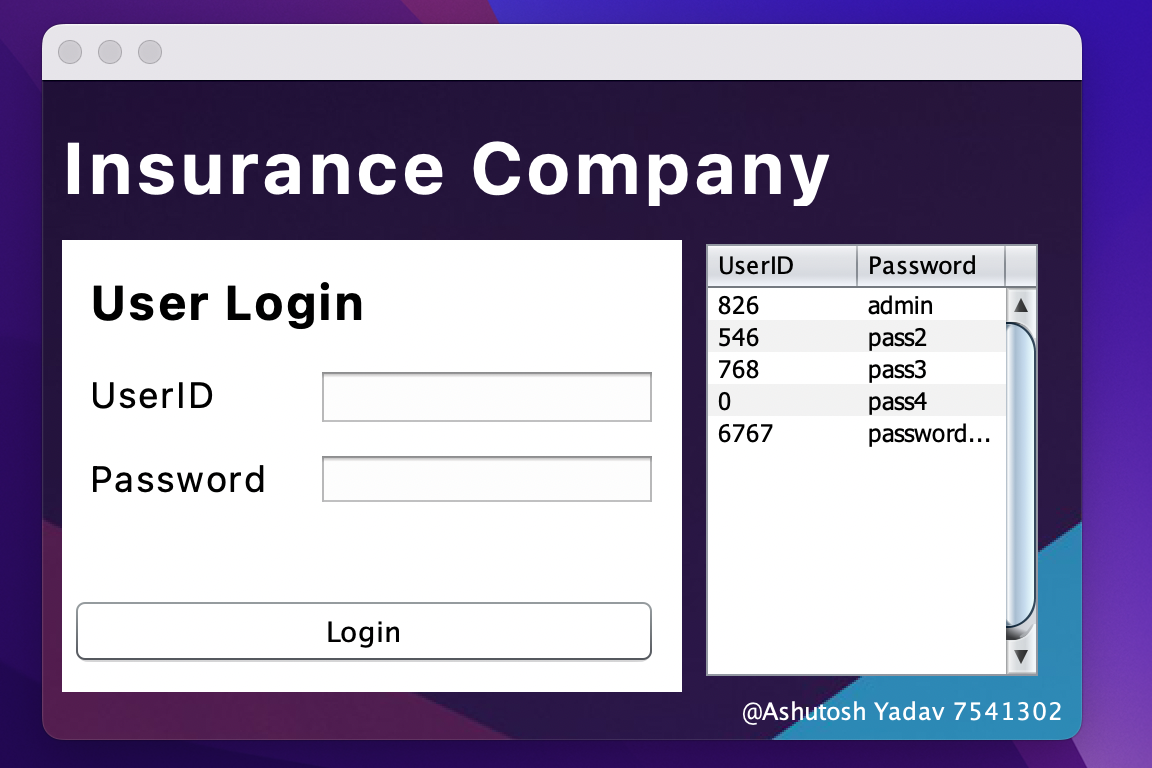 Insurance Company
User Login
UserID
Password
Login
UserID Password
826 admin
546 pass2
768 pass3
0 pass4
6767 password...
@Ashutosh Yadav 7541302